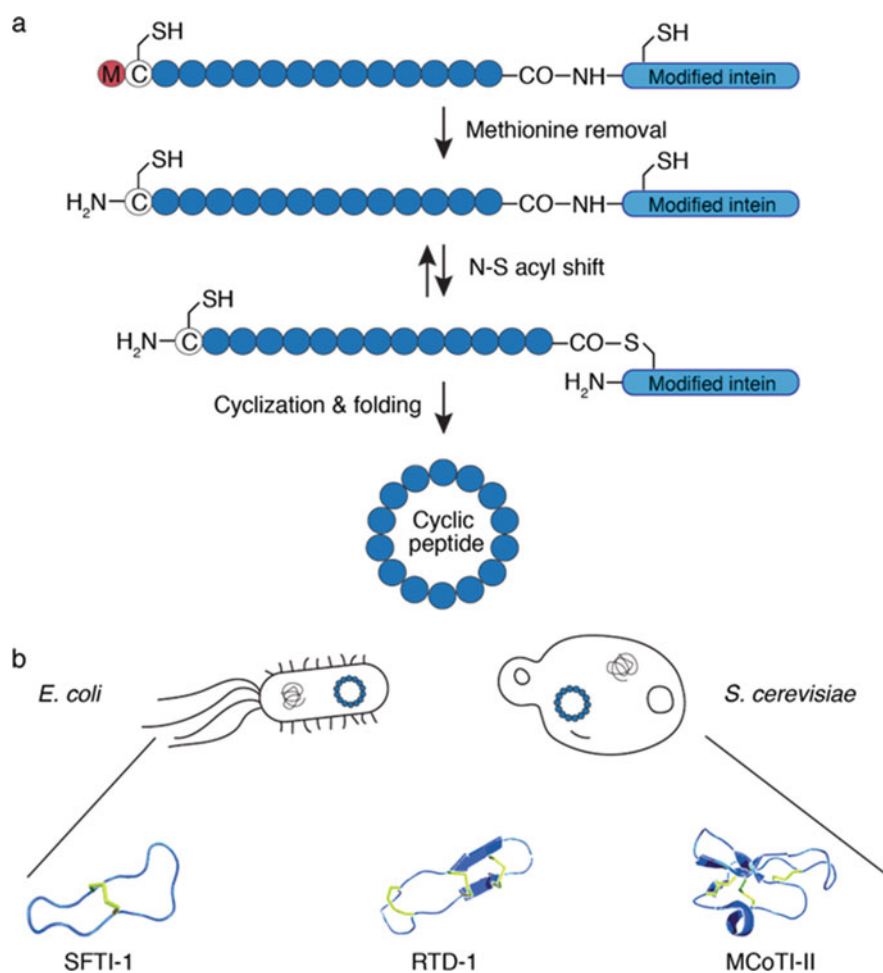 a
SH SH
M C CO–NH Modified intein
Methionine removal
SH SH
H₂N C CO–NH Modified intein
N-S acyl shift
SH
H₂N C CO–S
H₂N Modified intein
Cyclization & folding
Cyclic
peptide
b
E. coli S. cerevisiae
SFTI-1 RTD-1 MCoTI-II